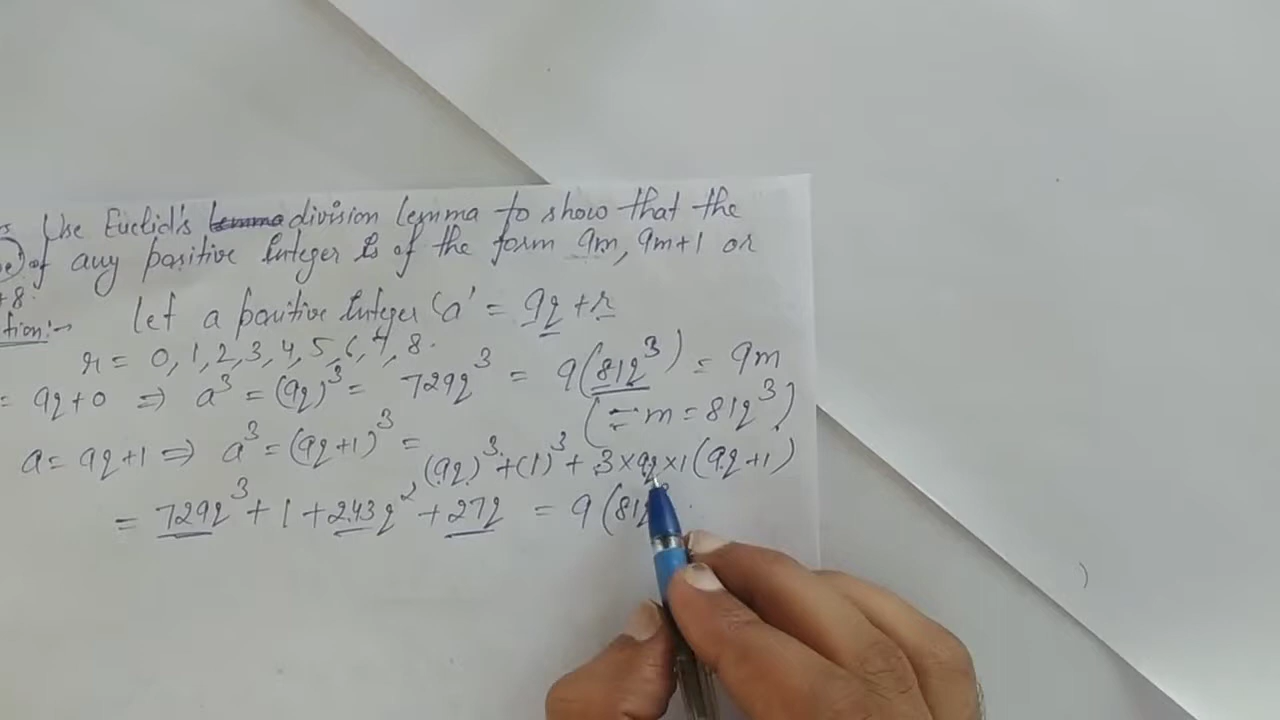 Use Euclid's lemma division lemma to show that the
of any positive Integer is of the form 9m, 9m+1 or
+8.
tion:→ Let a positive Integer 'a' = 9q + r
r = 0, 1, 2, 3, 4, 5, 6, 7, 8.
= 9q+0 ⇒ a³ = (9q)³ = 729q³ = 9(81q³) = 9m
(m = 81q³)
a = 9q+1 ⇒ a³ = (9q+1)³ =
(9q)³ + (1)³ + 3×9q×1(9q+1)
= 729q³ + 1 + 243q² + 27q = 9(81q